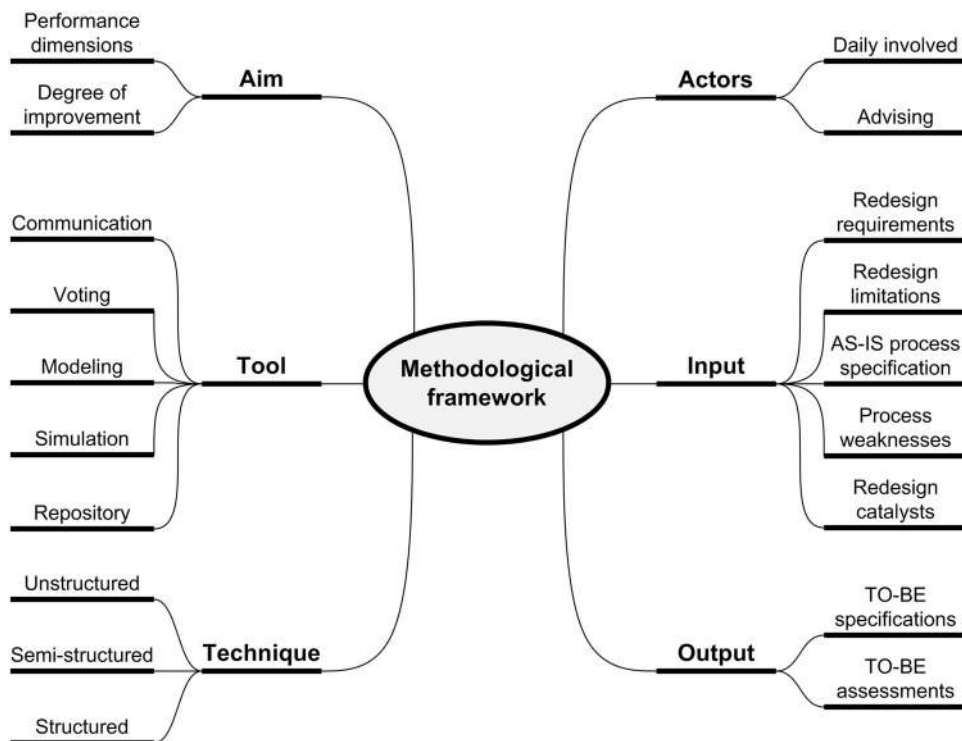 Performance
dimensions
Degree of
improvement
Aim
Communication
Voting
Modeling
Simulation
Repository
Tool
Unstructured
Semi-structured
Structured
Technique
Methodological
framework
Actors
Daily involved
Advising
Input
Redesign
requirements
Redesign
limitations
AS-IS process
specification
Process
weaknesses
Redesign
catalysts
Output
TO-BE
specifications
TO-BE
assessments